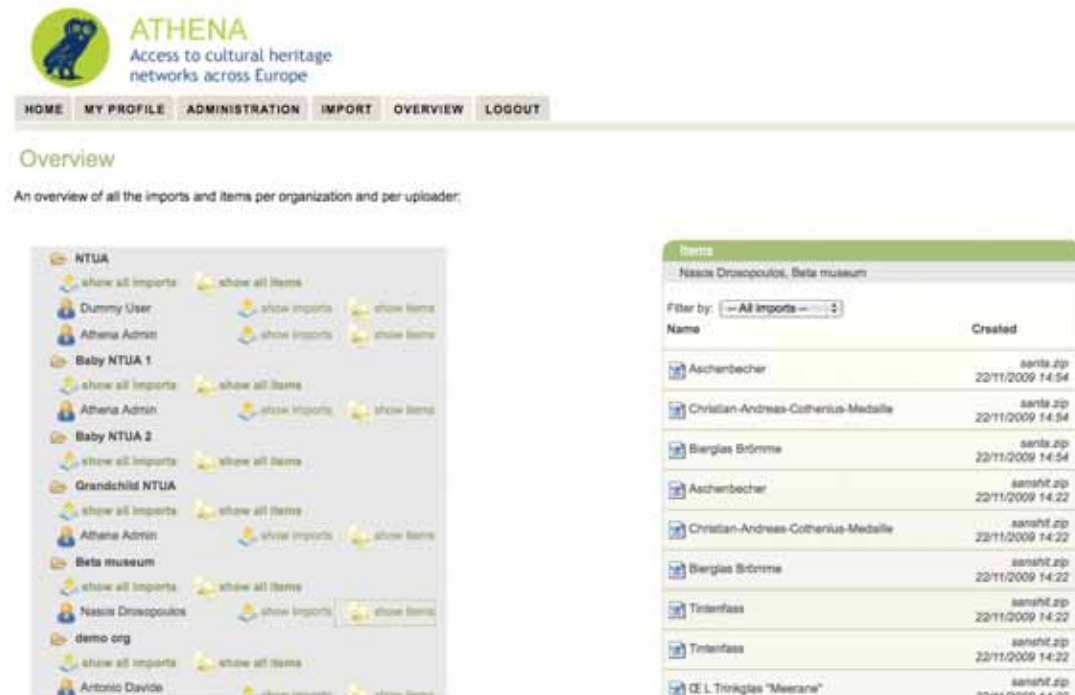 ATHENA
Access to cultural heritage
networks across Europe
HOME MY PROFILE ADMINISTRATION IMPORT OVERVIEW LOGOUT
Overview
An overview of all the imports and items per organization and per uploader:
NTUA
show all imports show all items
Dummy User show imports show items
Athena Admin show imports show items
Baby NTUA 1
show all imports show all items
Athena Admin show imports show items
Baby NTUA 2
show all imports show all items
Grandchild NTUA
show all imports show all items
Athena Admin show imports show items
Beta museum
show all imports show all items
Nasos Drosopoulos show imports show items
demo org
show all imports show all items
Antonio Davide show imports show items
Items
Nasos Drosopoulos, Beta museum
Filter by: -- All imports --
Name Created
Aschenbecher santa.zip
22/11/2009 14:54
Christian-Andreas-Cothenius-Medaille santa.zip
22/11/2009 14:54
Bierglas Brömme santa.zip
22/11/2009 14:54
Aschenbecher sanshit.zip
22/11/2009 14:22
Christian-Andreas-Cothenius-Medaille sanshit.zip
22/11/2009 14:22
Bierglas Brömme sanshit.zip
22/11/2009 14:22
Tintenfass sanshit.zip
22/11/2009 14:22
Tintenfass sanshit.zip
22/11/2009 14:22
Œ L Trinkglas "Meerane" sanshit.zip
22/11/2009 14:22